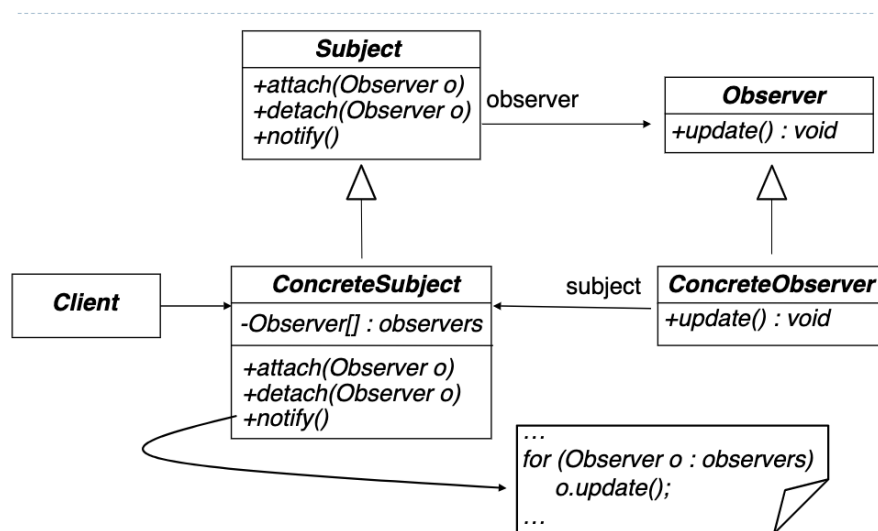 Subject
+attach(Observer o)
+detach(Observer o)
+notify()
observer
Observer
+update() : void
Client
ConcreteSubject
-Observer[] : observers
+attach(Observer o)
+detach(Observer o)
+notify()
subject
ConcreteObserver
+update() : void
...
for (Observer o : observers)
o.update();
...